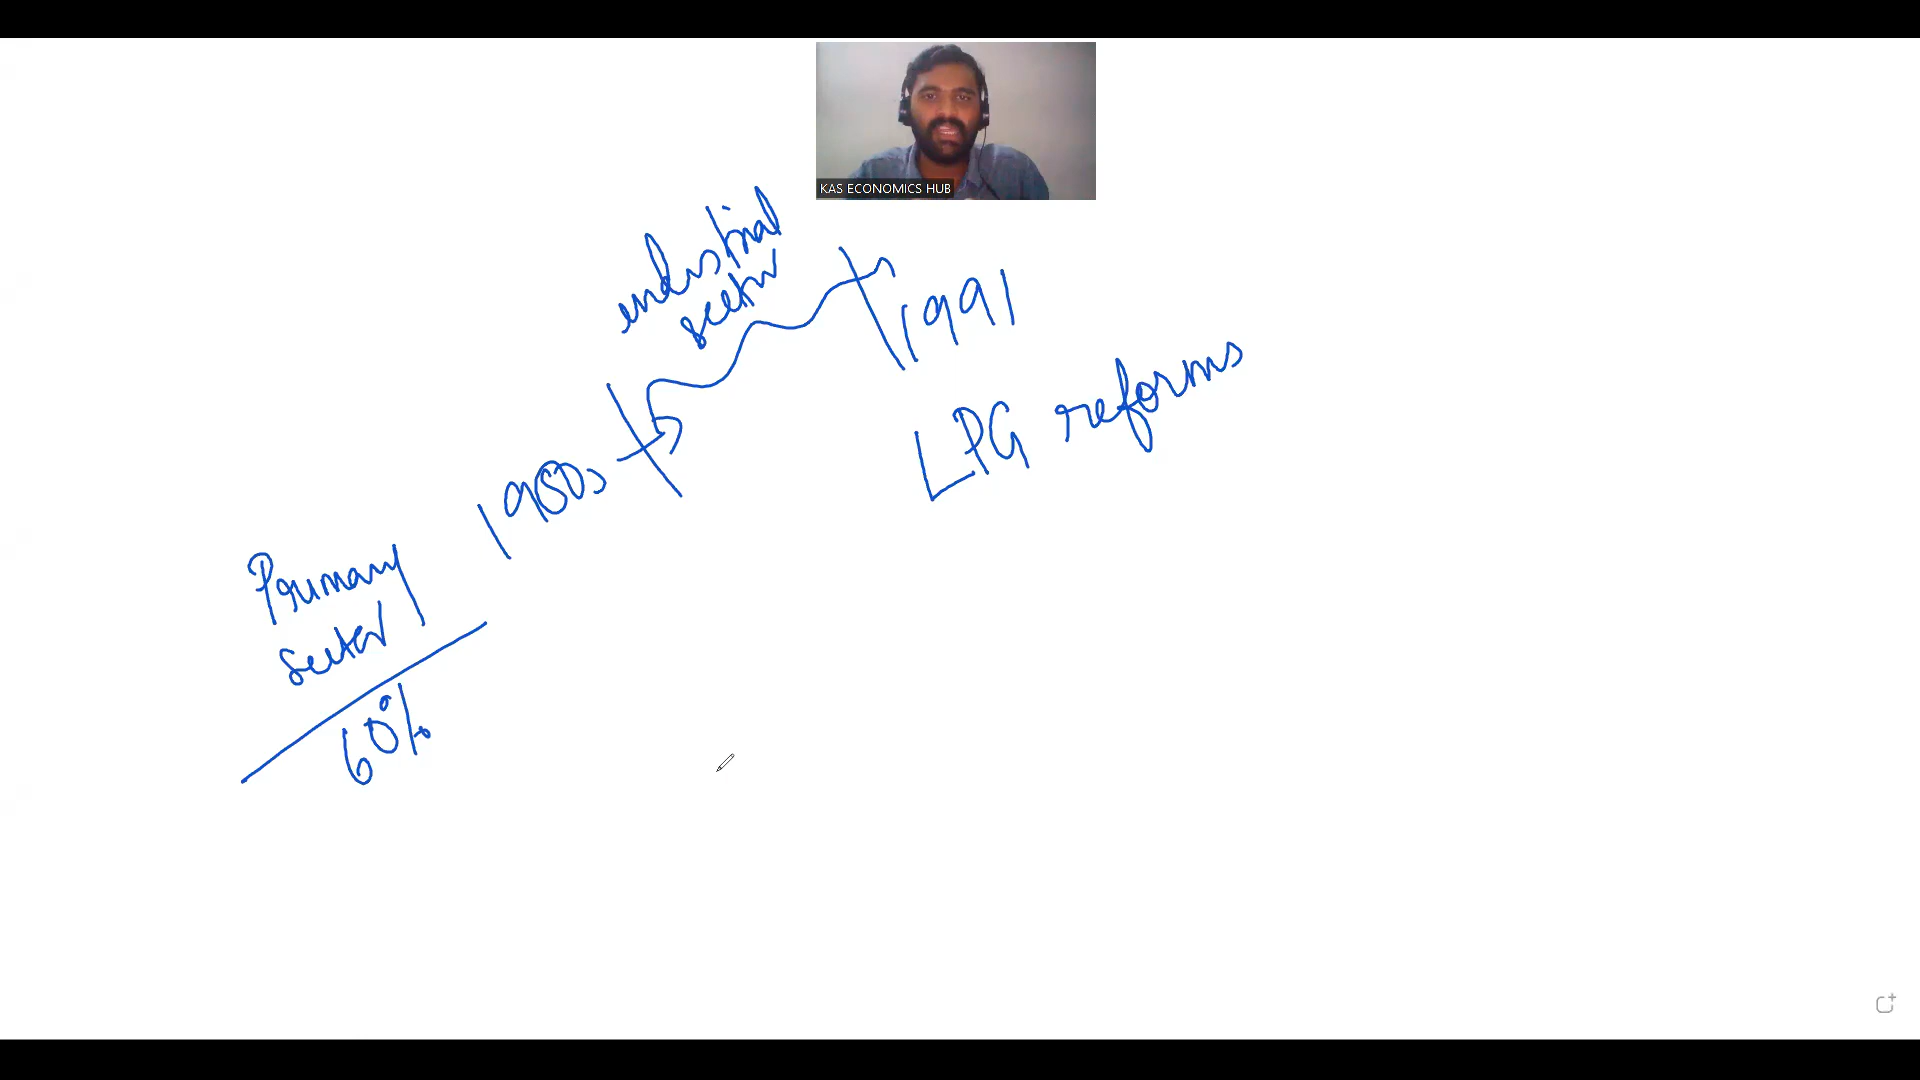 KAS ECONOMICS HUB
industrial
sector
1991
LPG reforms
1980s
Primary
sector
60%